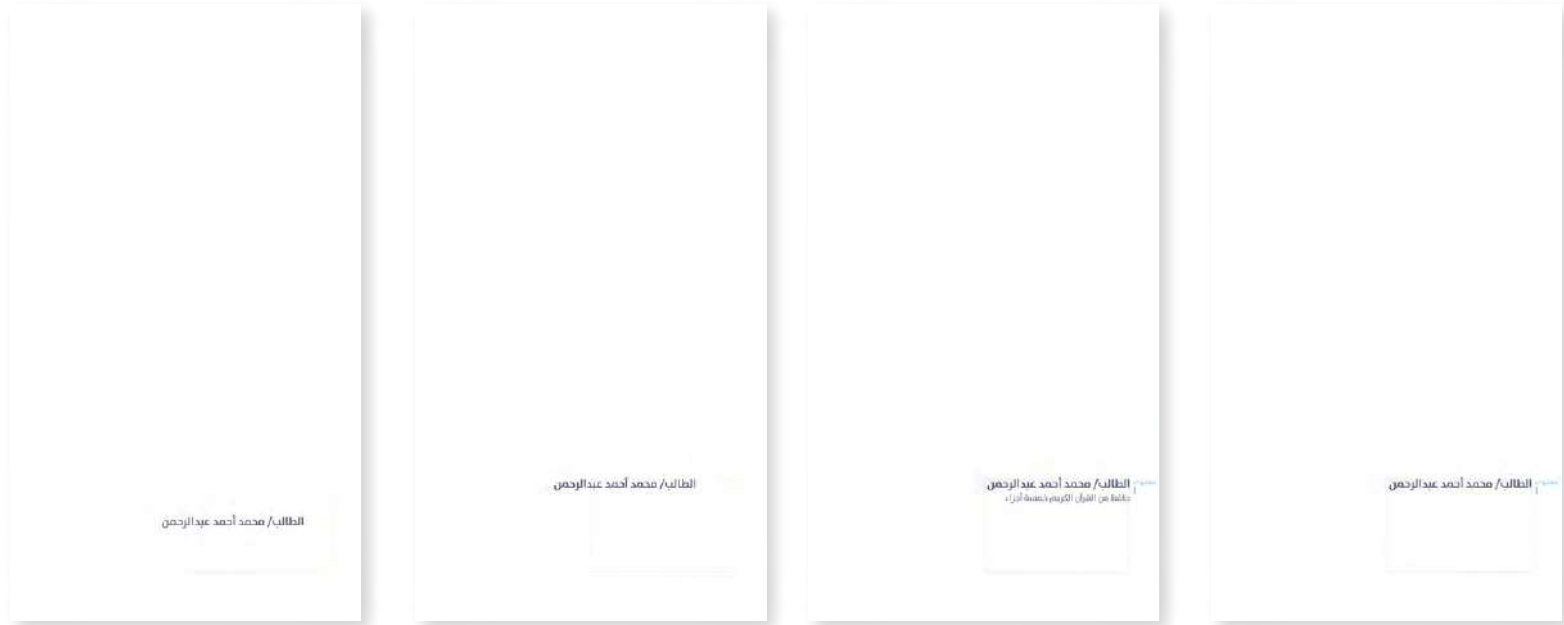 الطالب/ محمد أحمد عبدالرحمن
الطالب/ محمد أحمد عبدالرحمن
الطالب/ محمد أحمد عبدالرحمن
حافظ من القرآن الكريم خمسة أجزاء
الطالب/ محمد أحمد عبدالرحمن